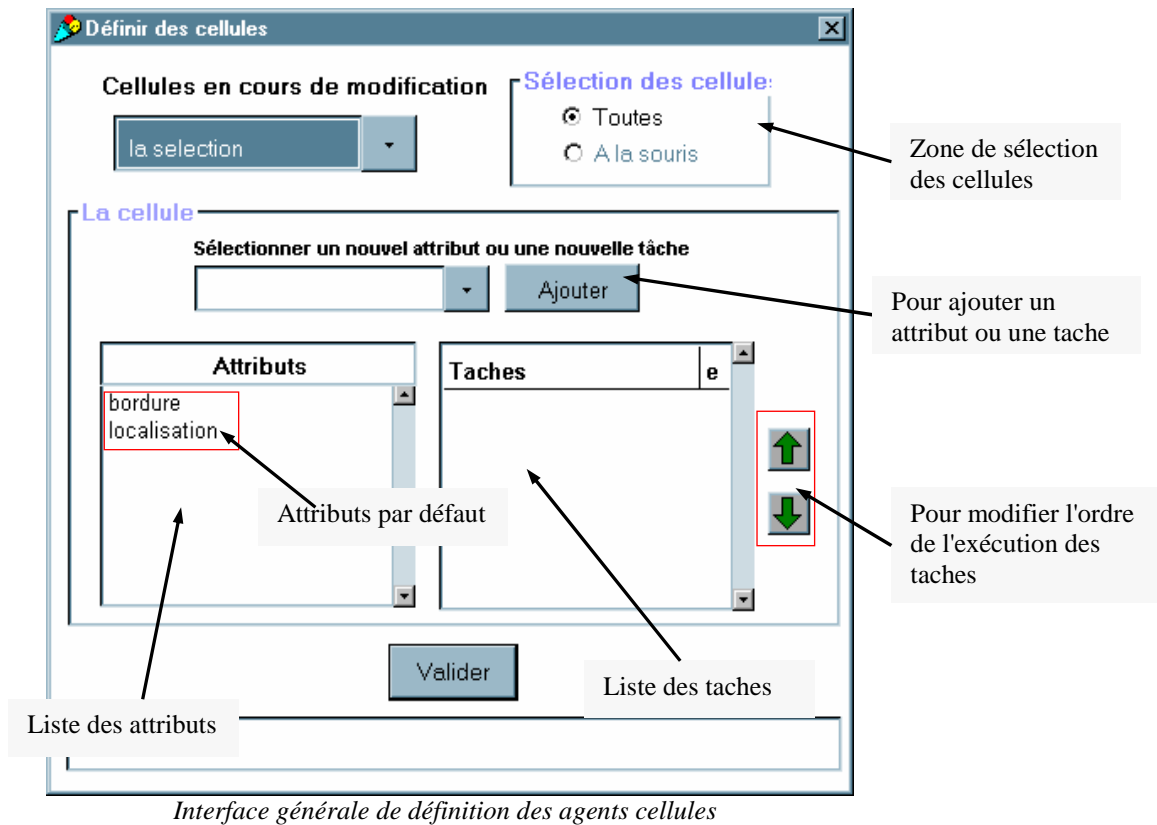 Définir des cellules
Cellules en cours de modification
la selection
Sélection des cellule
Toutes
A la souris
Zone de sélection
des cellules
La cellule
Sélectionner un nouvel attribut ou une nouvelle tâche
Ajouter
Pour ajouter un
attribut ou une tache
Attributs
bordure
localisation
Attributs par défaut
Taches e
Pour modifier l'ordre
de l'exécution des
taches
Valider
Liste des taches
Liste des attributs
Interface générale de définition des agents cellules